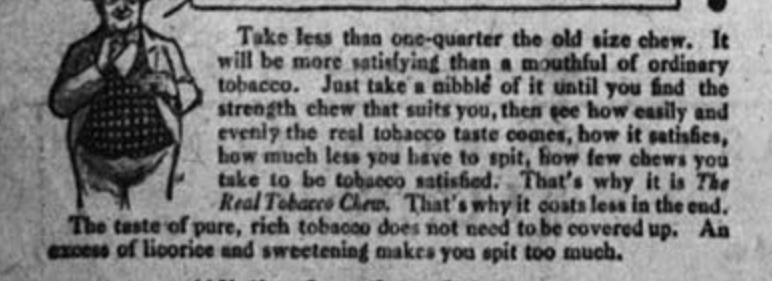 Take less than one-quarter the old size chew. It
will be more satisfying than a mouthful of ordinary
tobacco. Just take a nibble of it until you find the
strength chew that suits you, then see how easily and
evenly the real tobacco taste comes, how it satisfies,
how much less you have to spit, how few chews you
take to be tobacco satisfied. That's why it is The
Real Tobacco Chew. That's why it costs less in the end.
The taste of pure, rich tobacco does not need to be covered up. An
excess of licorice and sweetening makes you spit too much.